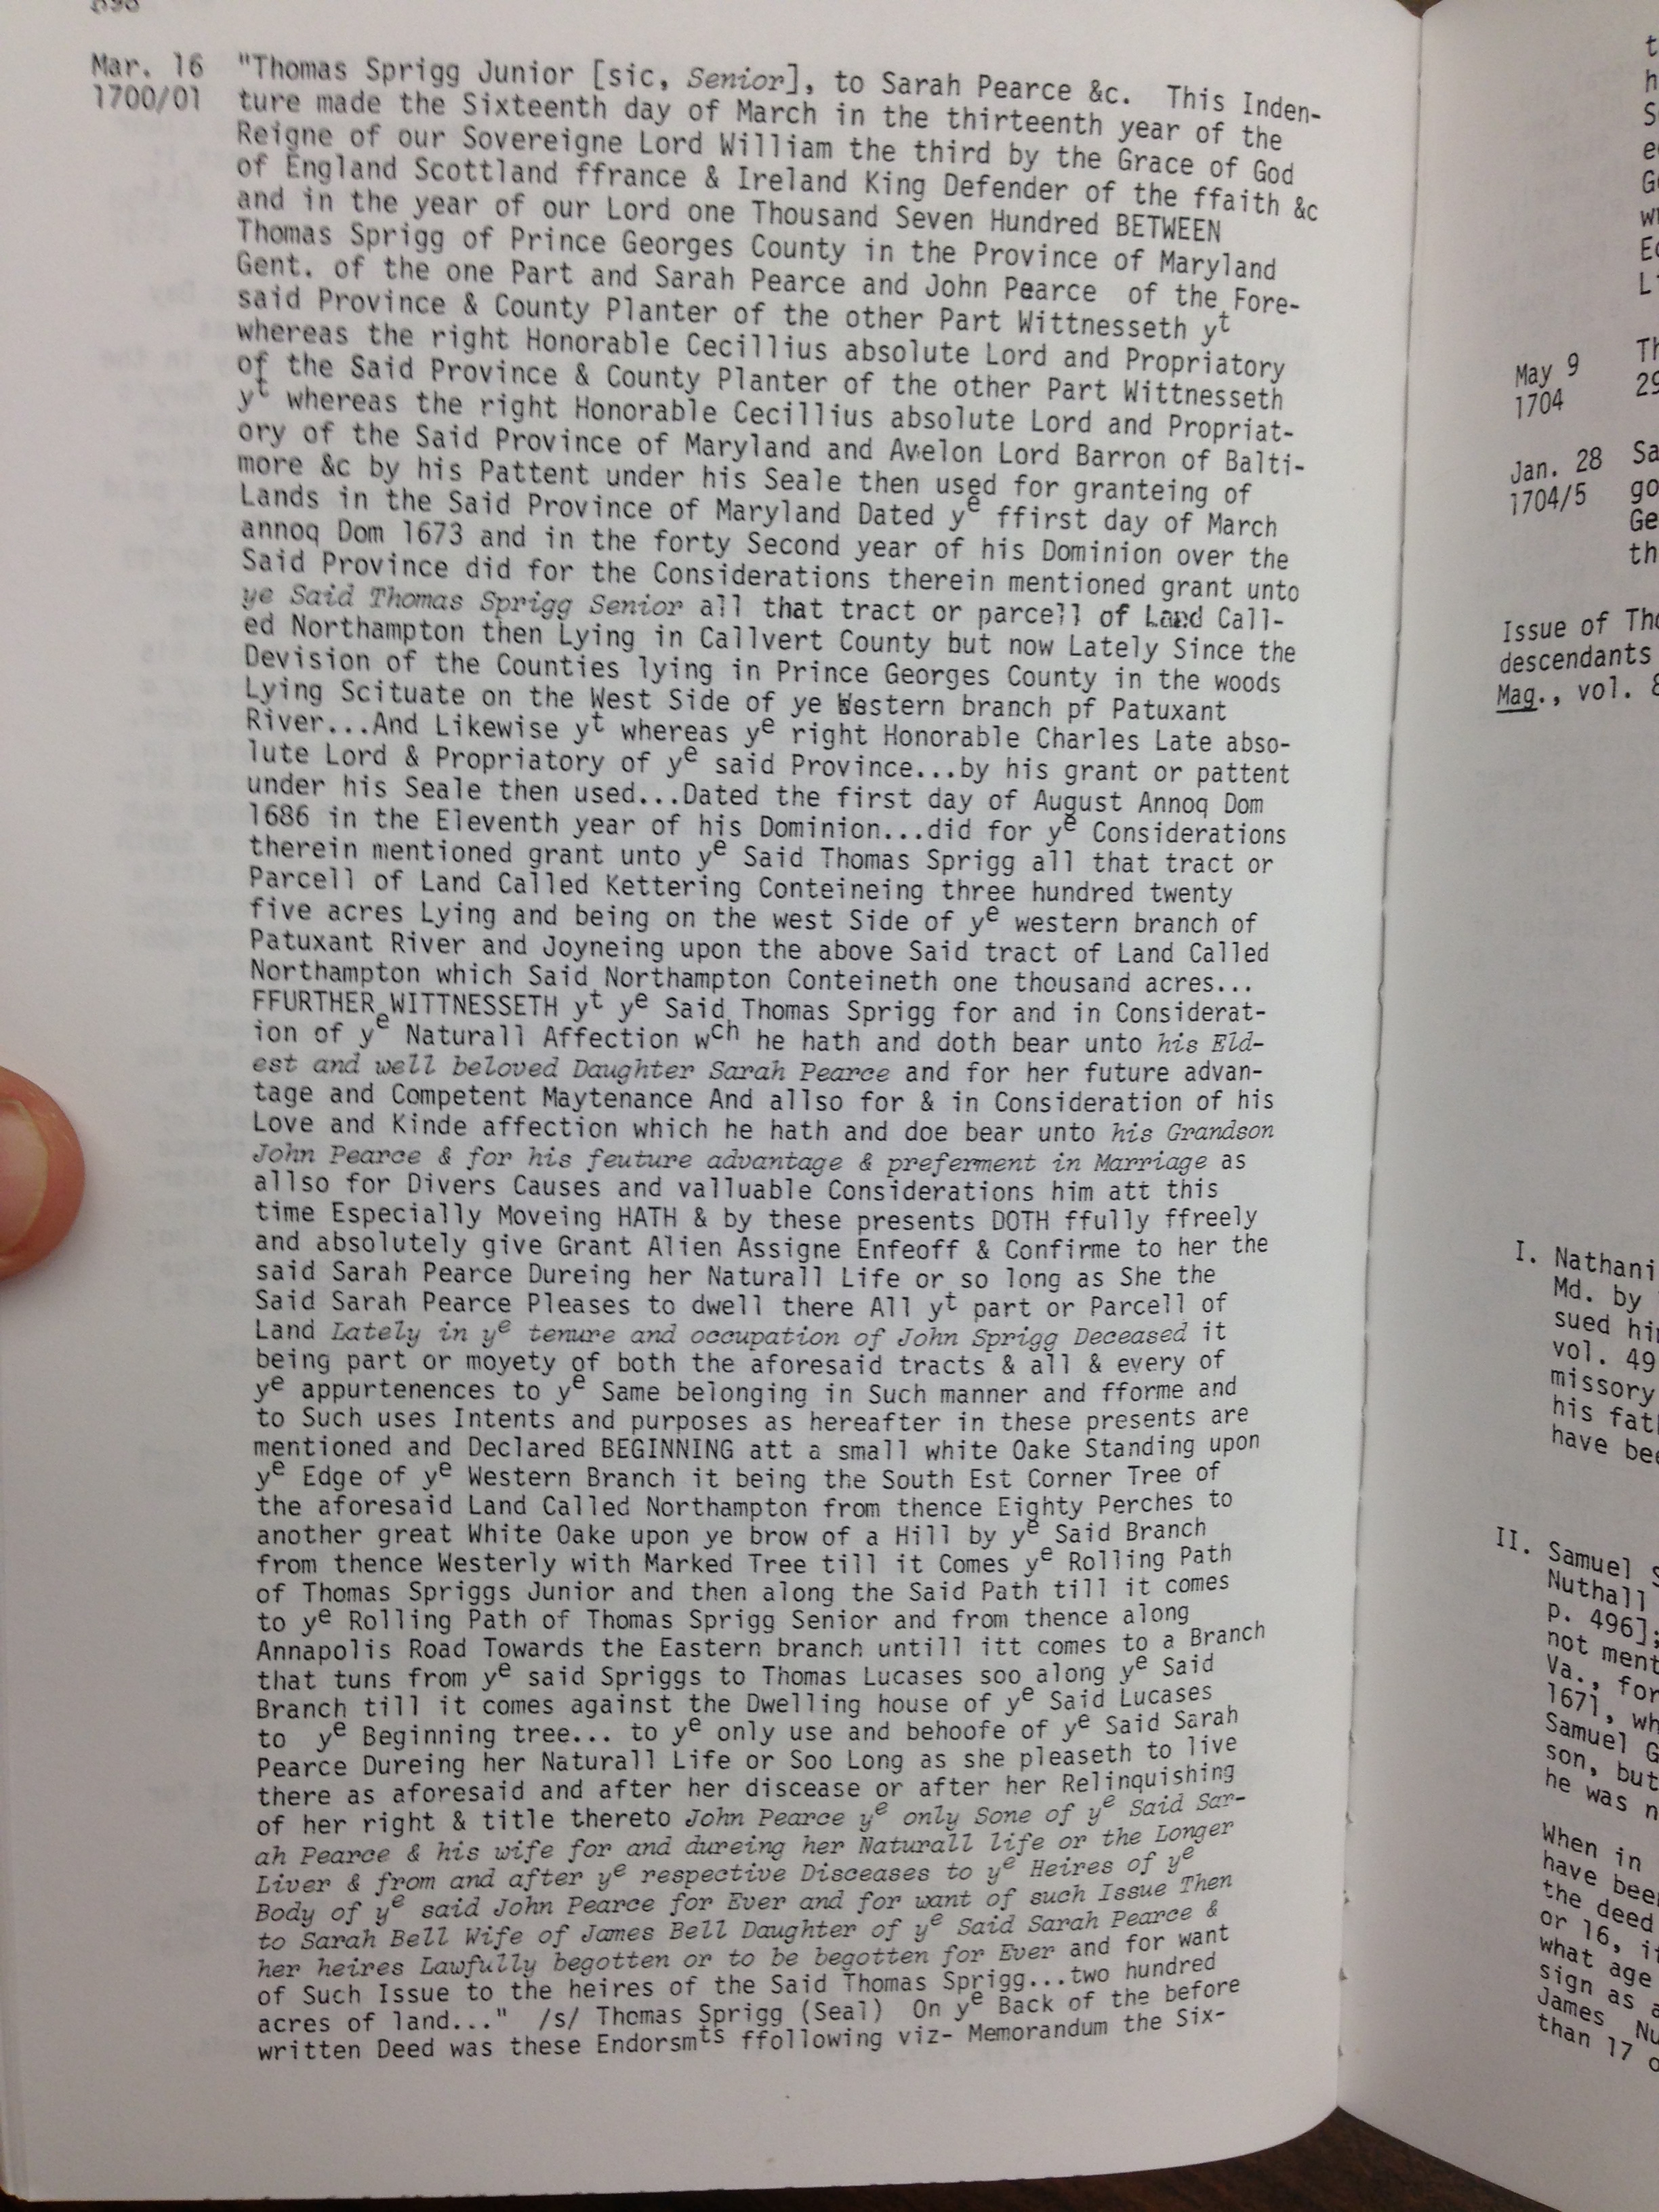 Mar. 16 "Thomas Sprigg Junior [sic, Senior], to Sarah Pearce &c. This Inden-
1700/01 ture made the Sixteenth day of March in the thirteenth year of the
Reigne of our Sovereigne Lord William the third by the Grace of God
of England Scottland ffrance & Ireland King Defender of the ffaith &c
and in the year of our Lord one Thousand Seven Hundred BETWEEN
Thomas Sprigg of Prince Georges County in the Province of Maryland
Gent. of the one Part and Sarah Pearce and John Pearce of the Fore-
said Province & County Planter of the other Part Wittnesseth yt
whereas the right Honorable Cecillius absolute Lord and Propriatory
of the Said Province & County Planter of the other Part Wittnesseth
yt whereas the right Honorable Cecillius absolute Lord and Propriat-
ory of the Said Province of Maryland and Avelon Lord Barron of Balti-
more &c by his Pattent under his Seale then used for granteing of
Lands in the Said Province of Maryland Dated ye ffirst day of March
annoq Dom 1673 and in the forty Second year of his Dominion over the
Said Province did for the Considerations therein mentioned grant unto
ye Said Thomas Sprigg Senior all that tract or parcell of Land Call-
ed Northampton then Lying in Callvert County but now Lately Since the
Devision of the Counties lying in Prince Georges County in the woods
Lying Scituate on the West Side of ye Western branch pf Patuxant
River...And Likewise yt whereas ye right Honorable Charles Late abso-
lute Lord & Propriatory of ye said Province...by his grant or pattent
under his Seale then used...Dated the first day of August Annoq Dom
1686 in the Eleventh year of his Dominion...did for ye Considerations
therein mentioned grant unto ye Said Thomas Sprigg all that tract or
Parcell of Land Called Kettering Conteineing three hundred twenty
five acres Lying and being on the west Side of ye western branch of
Patuxant River and Joyneing upon the above Said tract of Land Called
Northampton which Said Northampton Conteineth one thousand acres...
FFURTHER WITTNESSETH yt ye Said Thomas Sprigg for and in Considerat-
ion of ye Naturall Affection wch he hath and doth bear unto his Eld-
est and well beloved Daughter Sarah Pearce and for her future advan-
tage and Competent Maytenance And allso for & in Consideration of his
Love and Kinde affection which he hath and doe bear unto his Grandson
John Pearce & for his feuture advantage & preferment in Marriage as
allso for Divers Causes and valluable Considerations him att this
time Especially Moveing HATH & by these presents DOTH ffully ffreely
and absolutely give Grant Alien Assigne Enfeoff & Confirme to her the
said Sarah Pearce Dureing her Naturall Life or so long as She the
Said Sarah Pearce Pleases to dwell there All yt part or Parcell of
Land Lately in ye tenure and occupation of John Sprigg Deceased it
being part or moyety of both the aforesaid tracts & all & every of
ye appurtenences to ye Same belonging in Such manner and fforme and
to Such uses Intents and purposes as hereafter in these presents are
mentioned and Declared BEGINNING att a small white Oake Standing upon
ye Edge of ye Western Branch it being the South Est Corner Tree of
the aforesaid Land Called Northampton from thence Eighty Perches to
another great White Oake upon ye brow of a Hill by ye Said Branch
from thence Westerly with Marked Tree till it Comes ye Rolling Path
of Thomas Spriggs Junior and then along the Said Path till it comes
to ye Rolling Path of Thomas Sprigg Senior and from thence along
Annapolis Road Towards the Eastern branch untill itt comes to a Branch
that tuns from ye said Spriggs to Thomas Lucases soo along ye Said
Branch till it comes against the Dwelling house of ye Said Lucases
to ye Beginning tree... to ye only use and behoofe of ye Said Sarah
Pearce Dureing her Naturall Life or Soo Long as she pleaseth to live
there as aforesaid and after her discease or after her Relinquishing
of her right & title thereto John Pearce ye only Sone of ye Said Sar-
ah Pearce & his wife for and dureing her Naturall life or the Longer
Liver & from and after ye respective Disceases to ye Heires of ye
Body of ye said John Pearce for Ever and for want of such Issue Then
to Sarah Bell Wife of James Bell Daughter of ye Said Sarah Pearce &
her heires Lawfully begotten or to be begotten for Ever and for want
of Such Issue to the heires of the Said Thomas Sprigg...two hundred
acres of land..." /s/ Thomas Sprigg (Seal) On ye Back of the before
written Deed was these Endorsmts ffollowing viz- Memorandum the Six-
May 9
1704
29
Jan. 28
1704/5
go
Ge
th
Issue of
descendants
Mag., vol. 8
I. Nathani
Md. by
sued
vol. 49
missory
his
have
II. Samuel
Nuthall
p. 496];
not
Va., for
1671,
Samuel G
son, but
he was
When in
have
the deed
or 16,
what age
sign as
James
than 17